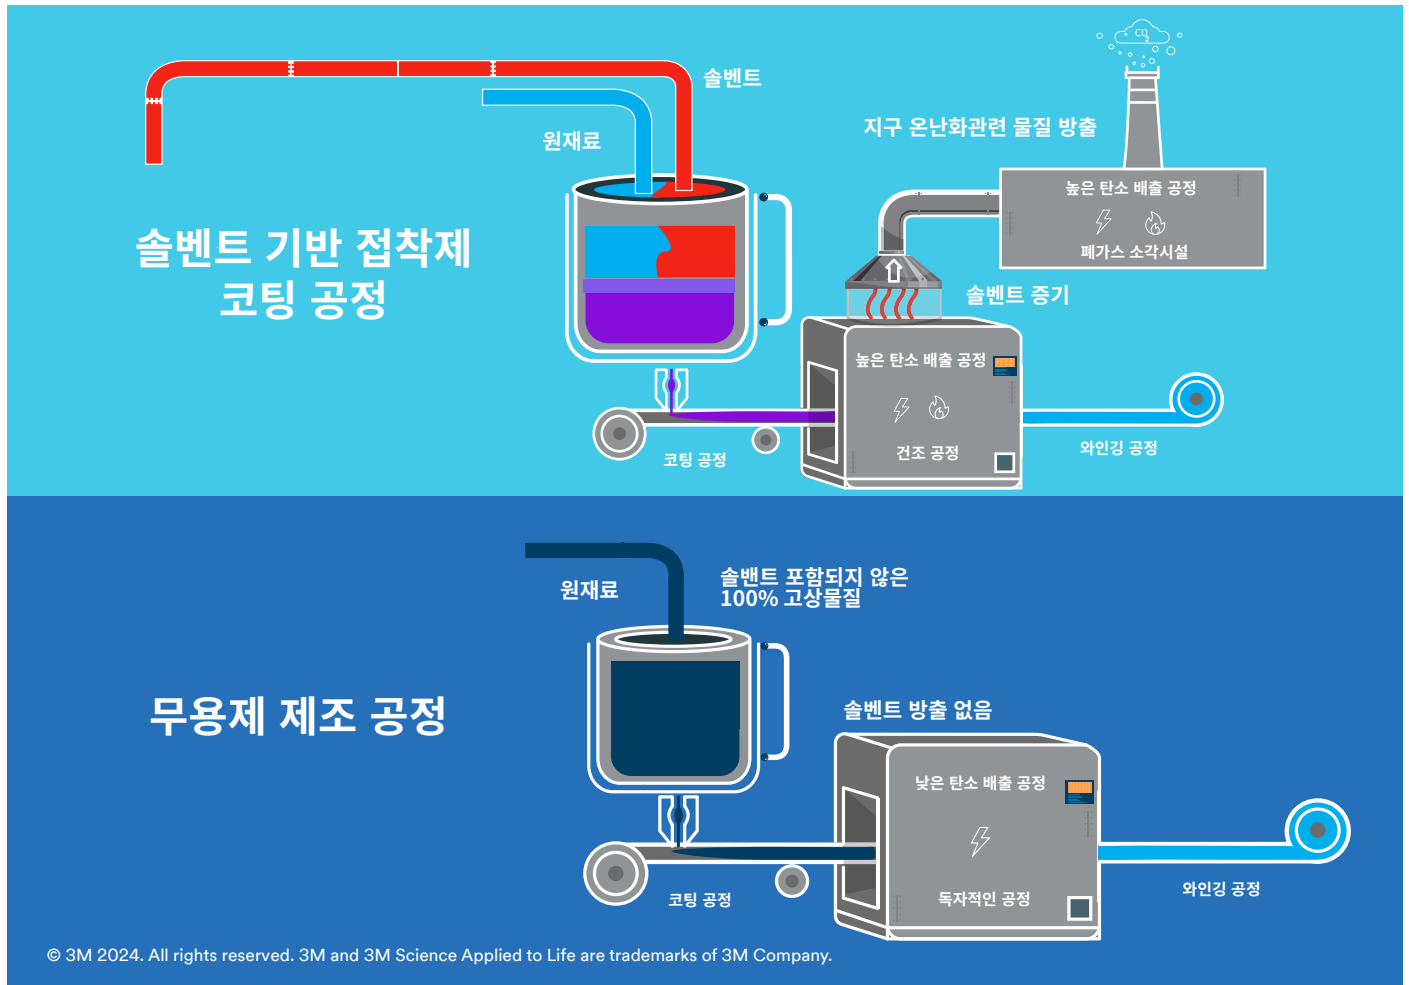 솔벤트
원재료
지구 온난화관련 물질 방출
CO2
높은 탄소 배출 공정
폐가스 소각시설
솔벤트 기반 접착제
코팅 공정
솔벤트 증기
높은 탄소 배출 공정
건조 공정
코팅 공정
와인깅 공정
원재료
솔밴트 포함되지 않은
100% 고상물질
무용제 제조 공정
솔벤트 방출 없음
낮은 탄소 배출 공정
독자적인 공정
코팅 공정
와인깅 공정
© 3M 2024. All rights reserved. 3M and 3M Science Applied to Life are trademarks of 3M Company.